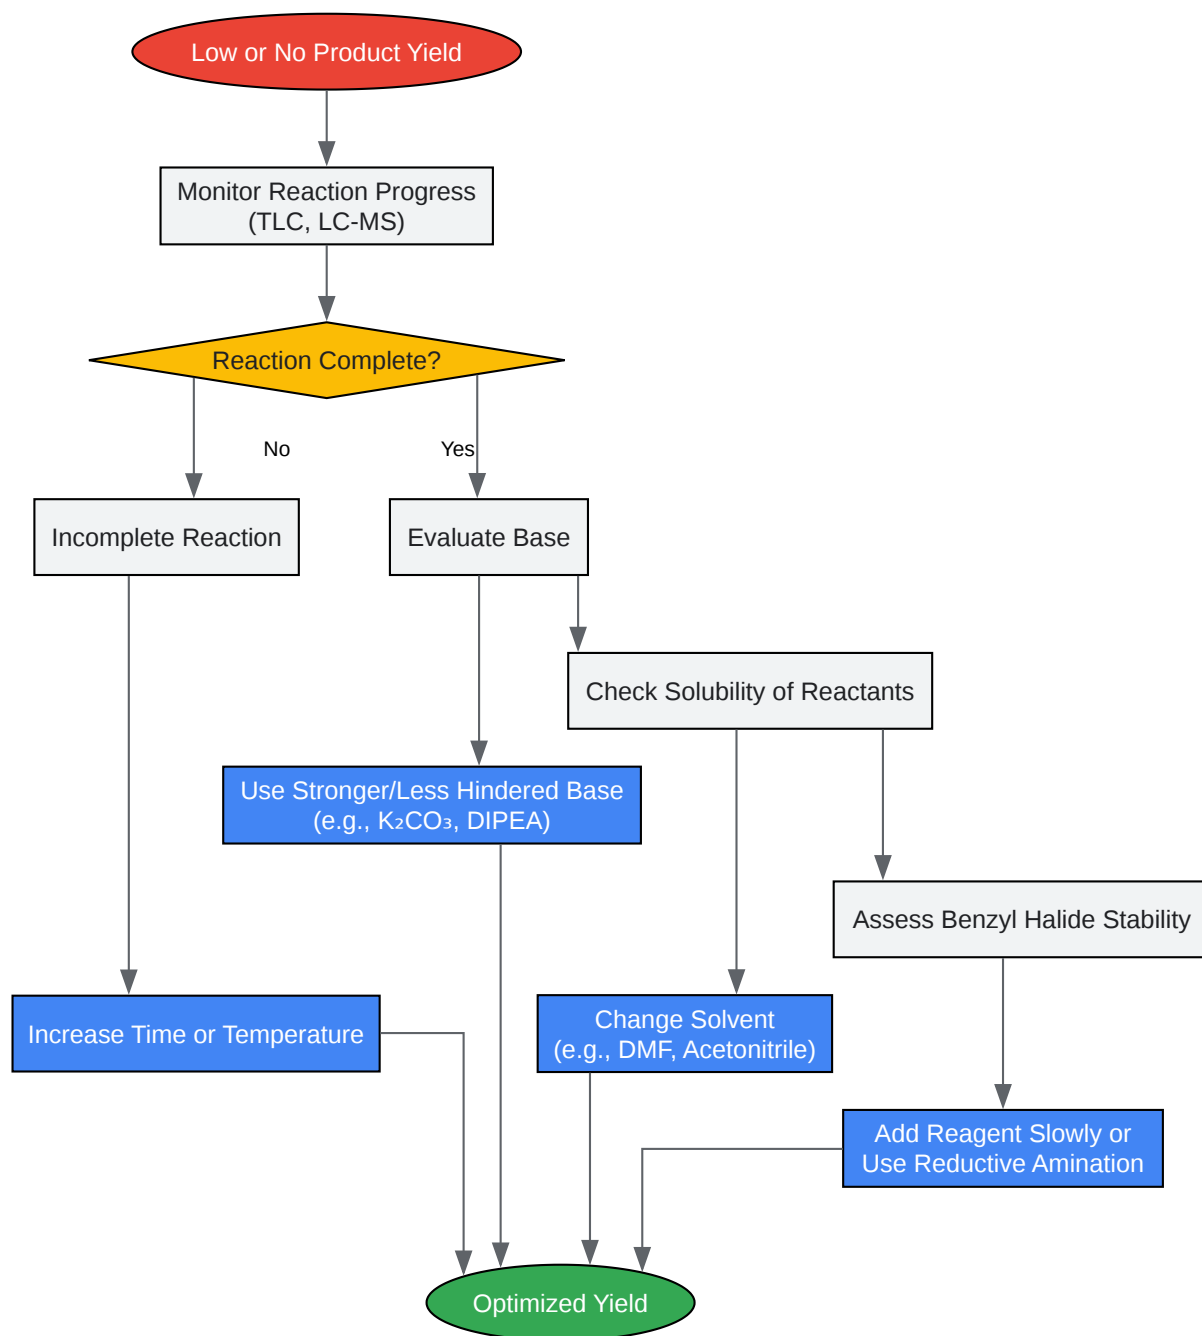 Low or No Product Yield
Monitor Reaction Progress
(TLC, LC-MS)
Reaction Complete?
No
Yes
Incomplete Reaction
Evaluate Base
Check Solubility of Reactants
Use Stronger/Less Hindered Base
(e.g., K₂CO₃, DIPEA)
Assess Benzyl Halide Stability
Increase Time or Temperature
Change Solvent
(e.g., DMF, Acetonitrile)
Add Reagent Slowly or
Use Reductive Amination
Optimized Yield